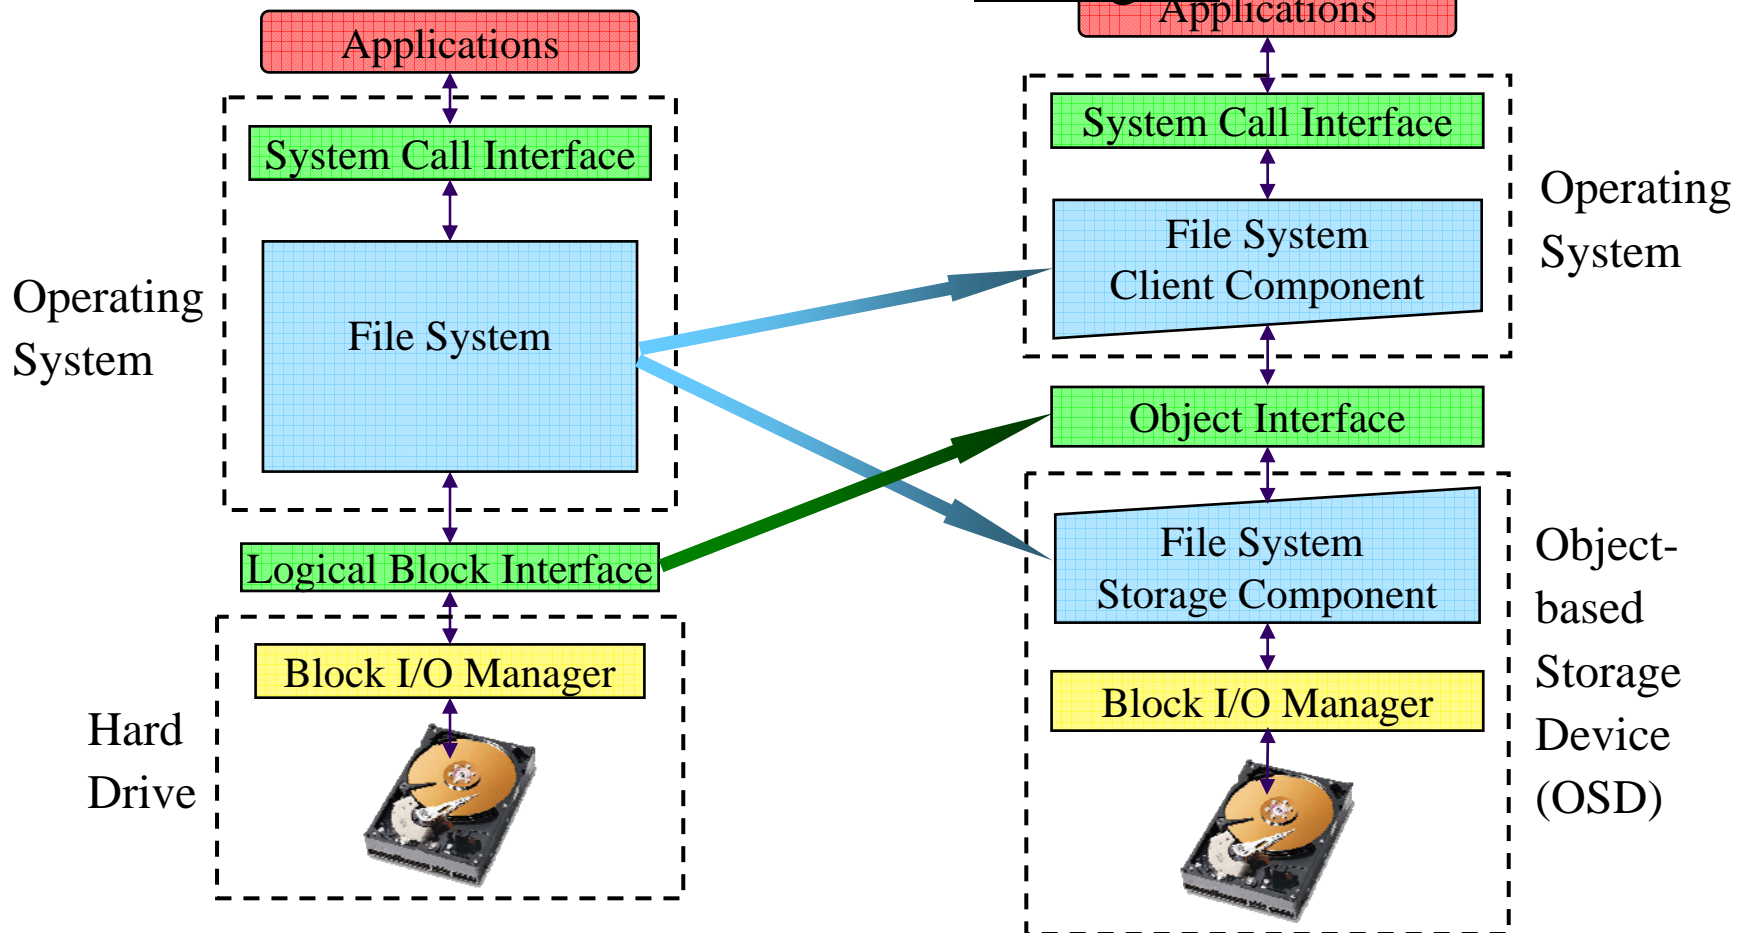 Applications
System Call Interface
Operating
System
File System
Logical Block Interface
Block I/O Manager
Hard
Drive
Applications
System Call Interface
Operating
System
File System
Client Component
Object Interface
File System
Storage Component
Object-
based
Storage
Device
(OSD)
Block I/O Manager